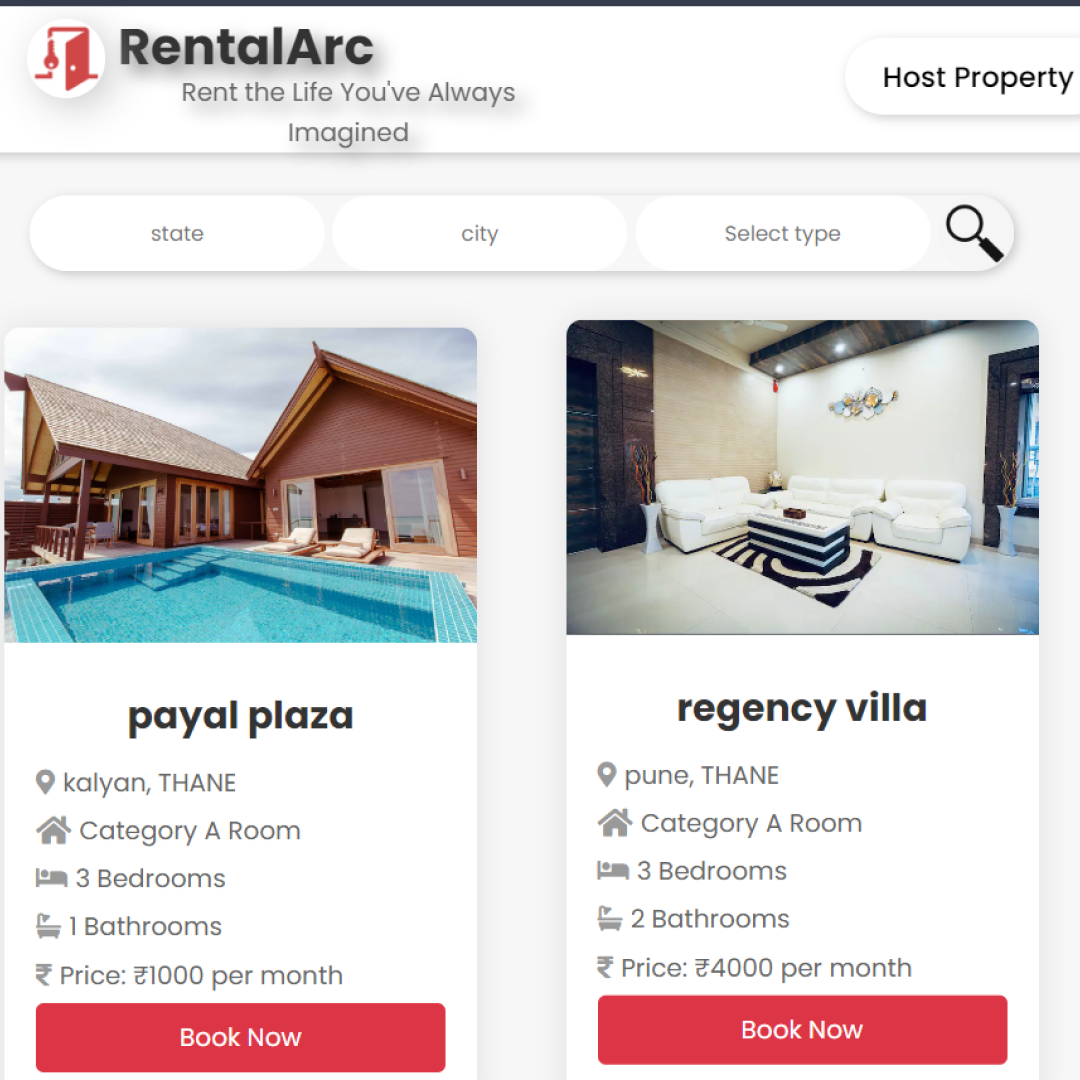 RentalArc
Rent the Life You've Always
Imagined
Host Property
state
city
Select type
payal plaza
kalyan, THANE
Category A Room
3 Bedrooms
1 Bathrooms
₹ Price: ₹1000 per month
Book Now
regency villa
pune, THANE
Category A Room
3 Bedrooms
2 Bathrooms
₹ Price: ₹4000 per month
Book Now